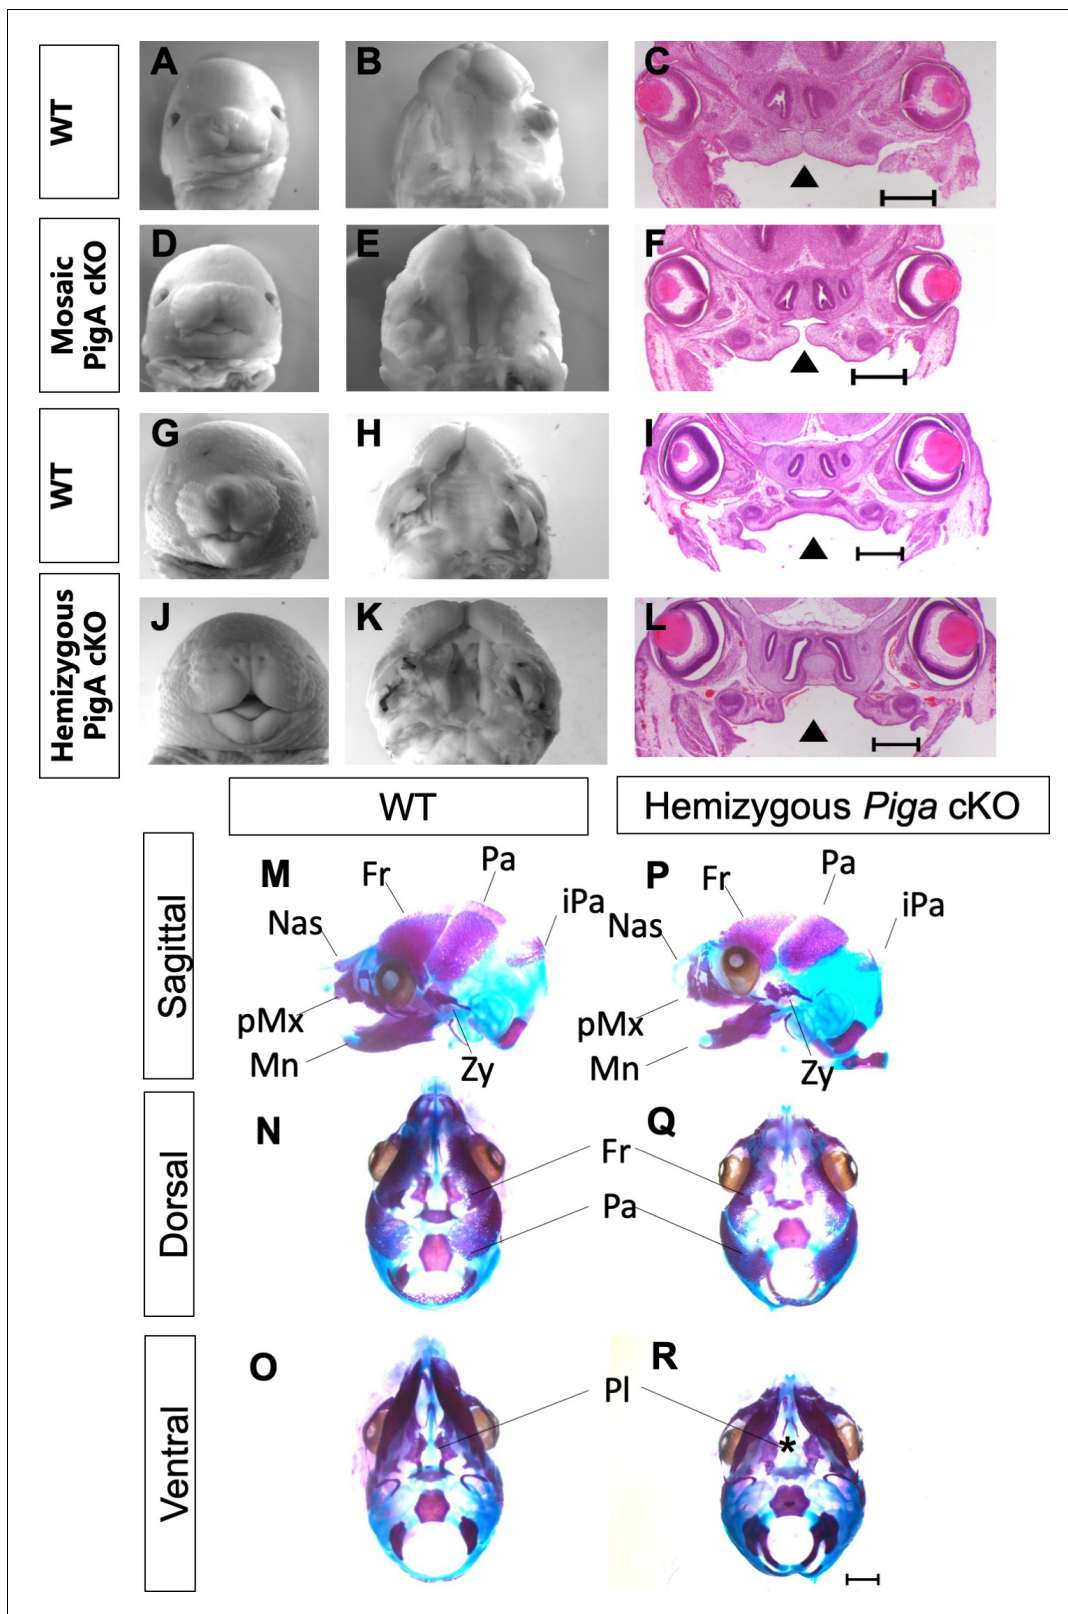 WT
A
B
C
Mosaic
PigA cKO
D
E
F
WT
G
H
I
Hemizygous
PigA cKO
J
K
L
WT
Hemizygous Piga cKO
Sagittal
M
Fr
Pa
iPa
Nas
pMx
Mn
Zy
P
Fr
Pa
iPa
Nas
pMx
Mn
Zy
Dorsal
N
Q
Fr
Pa
Ventral
O
R
Pl
*